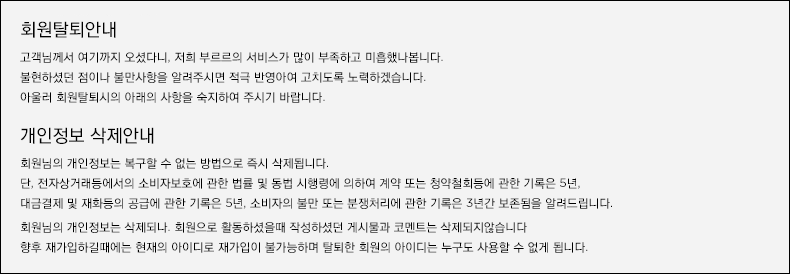 회원탈퇴안내
고객님께서 여기까지 오셨다니, 저희 부르르의 서비스가 많이 부족하고 미흡했나봅니다.
불현하셨던 점이나 불만사항을 알려주시면 적극 반영아여 고치도록 노력하겠습니다.
아울러 회원탈퇴시의 아래의 사항을 숙지하여 주시기 바랍니다.
개인정보 삭제안내
회원님의 개인정보는 복구할 수 없는 방법으로 즉시 삭제됩니다.
단, 전자상거래등에서의 소비자보호에 관한 법률 및 동법 시행령에 의하여 계약 또는 청약철회등에 관한 기록은 5년,
대금결제 및 재화등의 공급에 관한 기록은 5년, 소비자의 불만 또는 분쟁처리에 관한 기록은 3년간 보존됨을 알려드립니다.
회원님의 개인정보는 삭제되나. 회원으로 활동하셨을때 작성하셨던 게시물과 코멘트는 삭제되지않습니다
향후 재가입하길때에는 현재의 아이디로 재가입이 불가능하며 탈퇴한 회원의 아이디는 누구도 사용할 수 없게 됩니다.